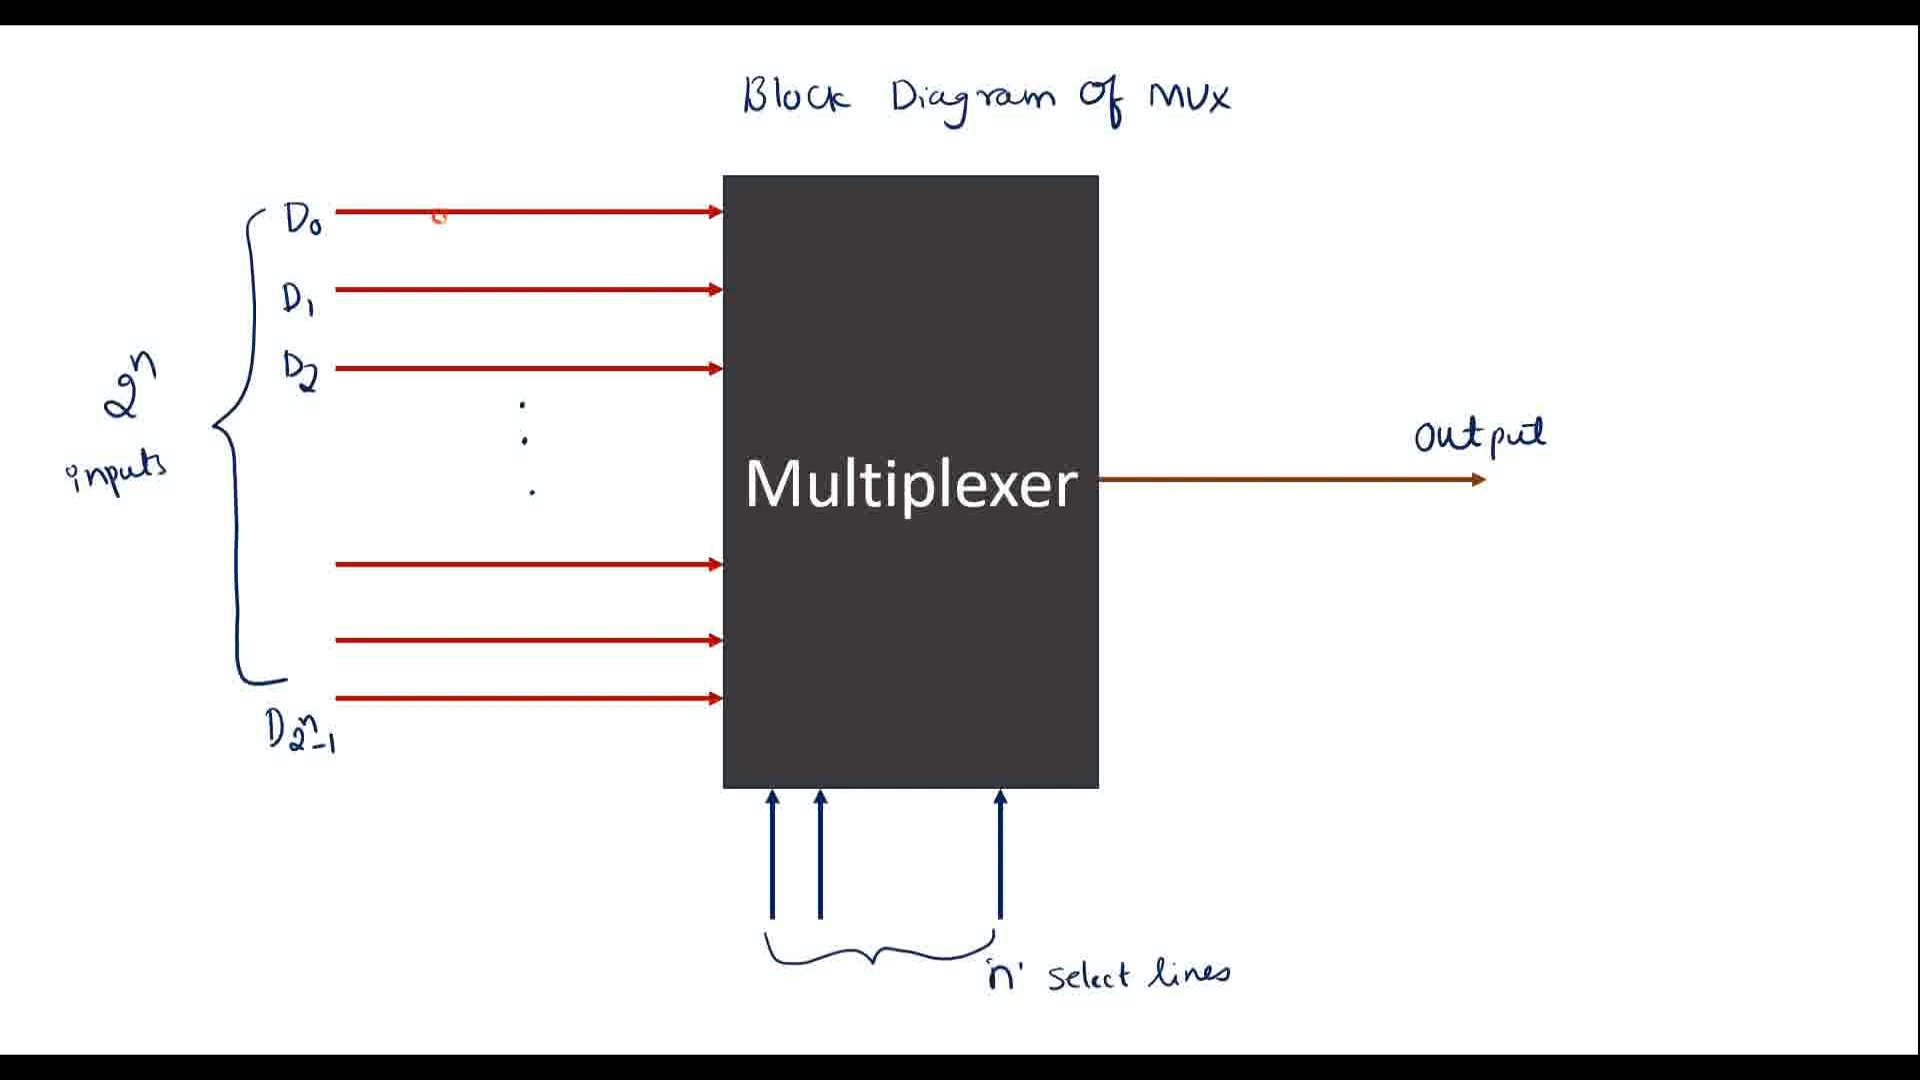 Block Diagram of MUX
D₀
D₁
D₂
2ⁿ
inputs
Multiplexer
output
D₂ⁿ₋₁
'n' select lines